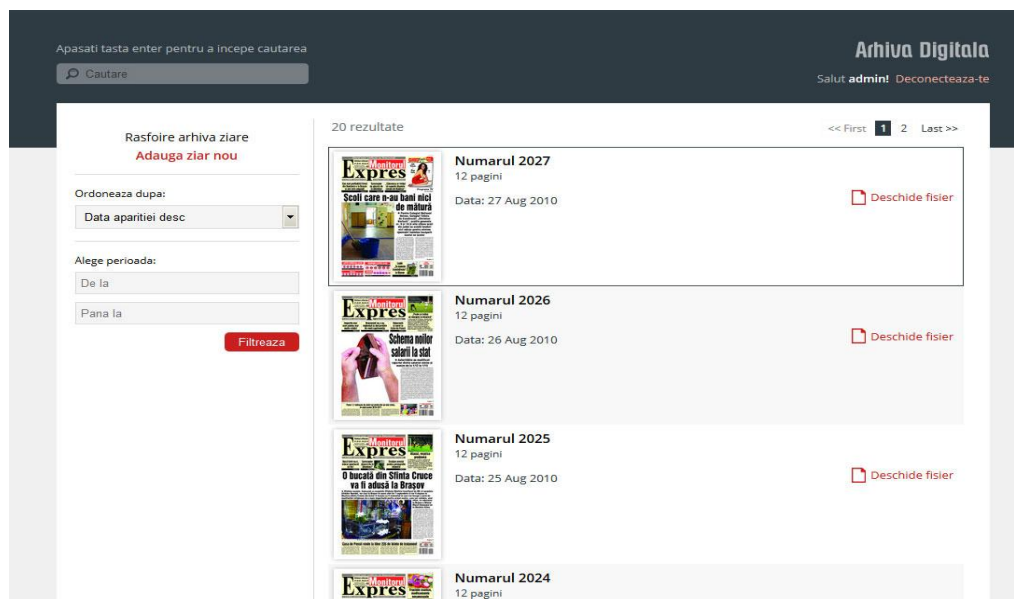 Apasati tasta enter pentru a incepe cautarea
Cautare
Arhiva Digitala
Salut admin! Deconecteaza-te
Rasfoire arhiva ziare
Adauga ziar nou
Ordoneaza dupa:
Data aparitiei desc
Alege perioada:
De la
Pana la
Filtreaza
20 rezultate
<< First 1 2 Last >>
Monitorul
Expres
Scoli care n-au bani nici
de mătură
Numarul 2027
12 pagini
Data: 27 Aug 2010
Deschide fisier
Monitorul
Expres
Schema noilor
salarii la stat
Numarul 2026
12 pagini
Data: 26 Aug 2010
Deschide fisier
Monitorul
Expres
O bucată din Sfinta Cruce
va fi adusă la Braşov
Numarul 2025
12 pagini
Data: 25 Aug 2010
Deschide fisier
Monitorul
Expres
Numarul 2024
12 pagini